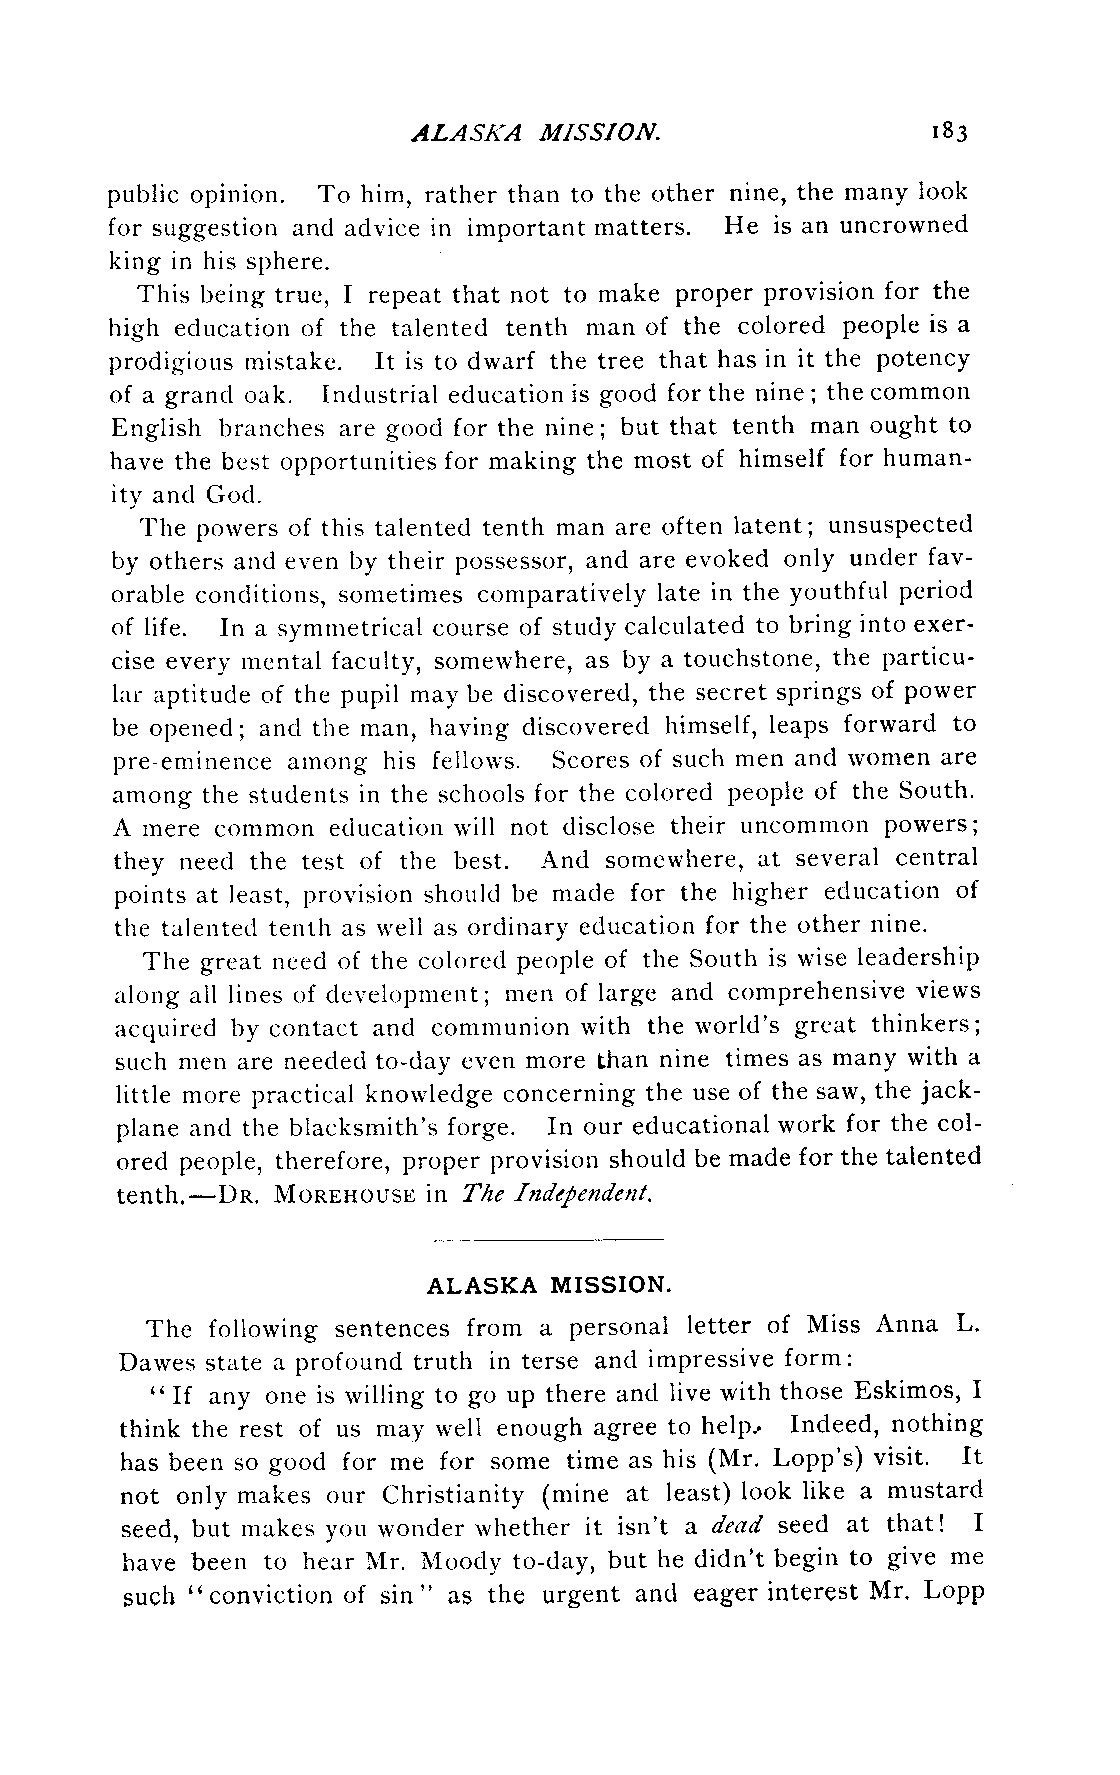 ALASKA MISSION. 183
public opinion. To him, rather than to the other nine, the many look
for suggestion and advice in important matters. He is an uncrowned
king in his sphere.
This being true, I repeat that not to make proper provision for the
high education of the talented tenth man of the colored people is a
prodigious mistake. It is to dwarf the tree that has in it the potency
of a grand oak. Industrial education is good for the nine; the common
English branches are good for the nine; but that tenth man ought to
have the best opportunities for making the most of himself for human-
ity and God.
The powers of this talented tenth man are often latent; unsuspected
by others and even by their possessor, and are evoked only under fav-
orable conditions, sometimes comparatively late in the youthful period
of life. In a symmetrical course of study calculated to bring into exer-
cise every mental faculty, somewhere, as by a touchstone, the particu-
lar aptitude of the pupil may be discovered, the secret springs of power
be opened; and the man, having discovered himself, leaps forward to
pre-eminence among his fellows. Scores of such men and women are
among the students in the schools for the colored people of the South.
A mere common education will not disclose their uncommon powers;
they need the test of the best. And somewhere, at several central
points at least, provision should be made for the higher education of
the talented tenth as well as ordinary education for the other nine.
The great need of the colored people of the South is wise leadership
along all lines of development; men of large and comprehensive views
acquired by contact and communion with the world's great thinkers;
such men are needed to-day even more than nine times as many with a
little more practical knowledge concerning the use of the saw, the jack-
plane and the blacksmith's forge. In our educational work for the col-
ored people, therefore, proper provision should be made for the talented
tenth.—DR. MOREHOUSE in The Independent.
ALASKA MISSION.
The following sentences from a personal letter of Miss Anna L.
Dawes state a profound truth in terse and impressive form:
"If any one is willing to go up there and live with those Eskimos, I
think the rest of us may well enough agree to help. Indeed, nothing
has been so good for me for some time as his (Mr. Lopp's) visit. It
not only makes our Christianity (mine at least) look like a mustard
seed, but makes you wonder whether it isn't a dead seed at that! I
have been to hear Mr. Moody to-day, but he didn't begin to give me
such "conviction of sin" as the urgent and eager interest Mr. Lopp